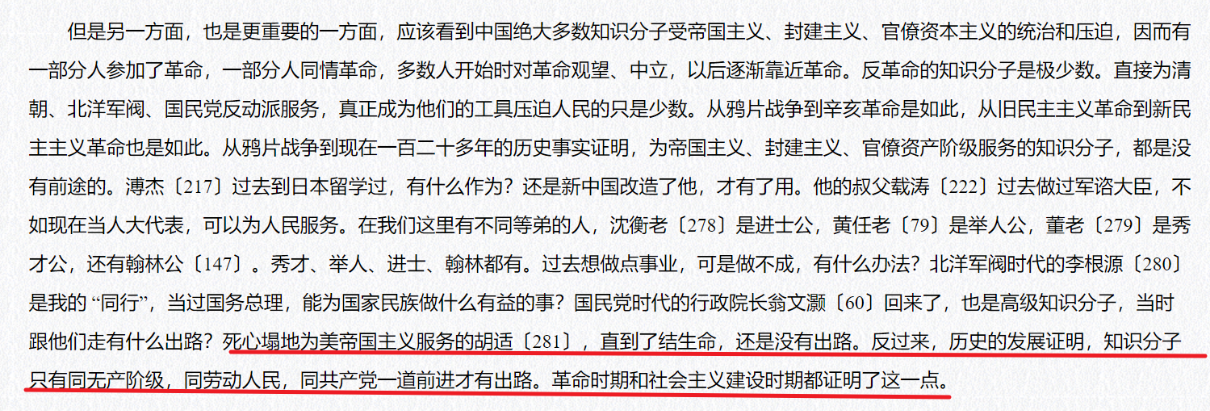 但是另一方面，也是更重要的一方面，应该看到中国绝大多数知识分子受帝国主义、封建主义、官僚资本主义的统治和压迫，因而有
一部分人参加了革命，一部分人同情革命，多数人开始时对革命观望、中立，以后逐渐靠近革命。反革命的知识分子是极少数。直接为清
朝、北洋军阀、国民党反动派服务，真正成为他们的工具压迫人民的只是少数。从鸦片战争到辛亥革命是如此，从旧民主主义革命到新民
主主义革命也是如此。从鸦片战争到现在一百二十多年的历史事实证明，为帝国主义、封建主义、官僚资产阶级服务的知识分子，都是没
有前途的。溥杰〔217〕过去到日本留学过，有什么作为？还是新中国改造了他，才有了用。他的叔父载涛〔222〕过去做过军谘大臣，不
如现在当人大代表，可以为人民服务。在我们这里有不同等弟的人，沈衡老〔278〕是进士公，黄任老〔79〕是举人公，董老〔279〕是秀
才公，还有翰林公〔147〕。秀才、举人、进士、翰林都有。过去想做点事业，可是做不成，有什么办法？北洋军阀时代的李根源〔280〕
是我的 “同行”，当过国务总理，能为国家民族做什么有益的事？国民党时代的行政院长翁文灏〔60〕回来了，也是高级知识分子，当时
跟他们走有什么出路？死心塌地为美帝国主义服务的胡适〔281〕，直到了结生命，还是没有出路。反过来，历史的发展证明，知识分子
只有同无产阶级，同劳动人民，同共产党一道前进才有出路。革命时期和社会主义建设时期都证明了这一点。